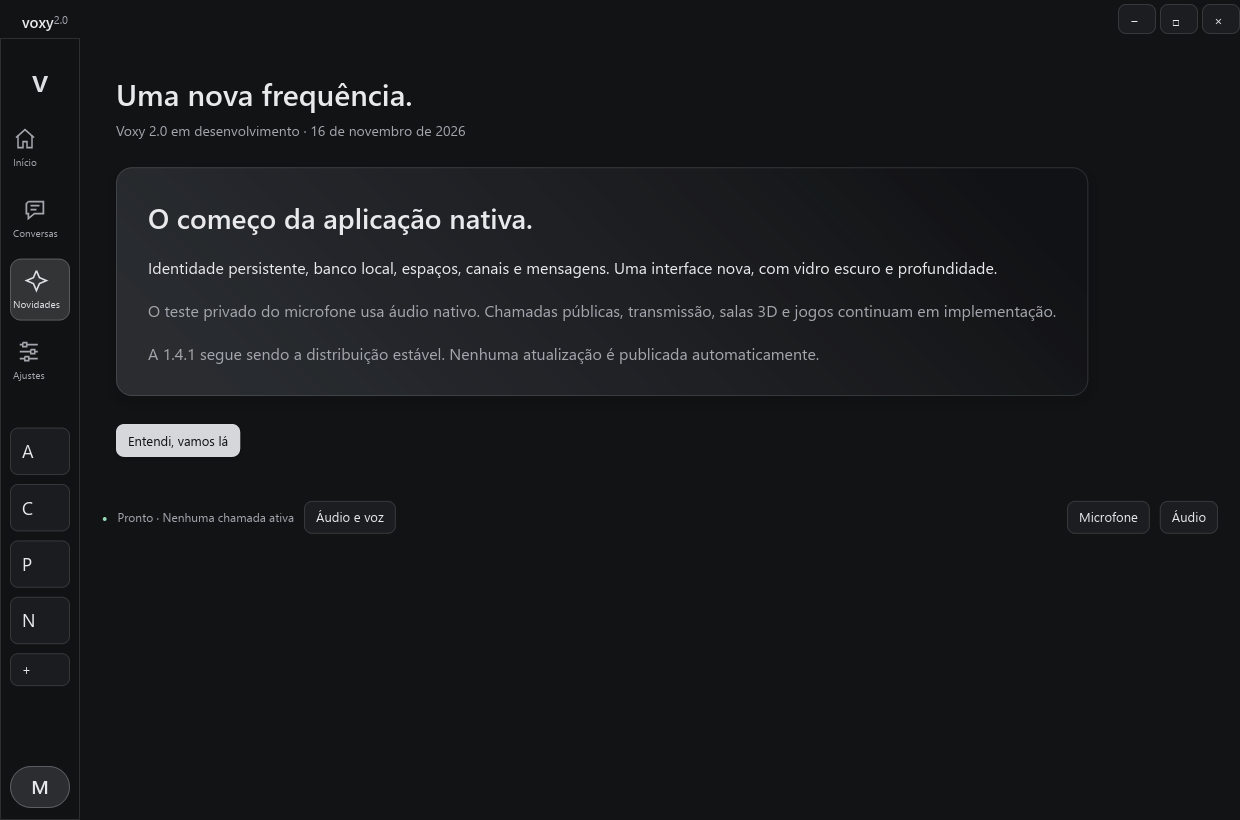 voxy2.0
V
Início
Conversas
Novidades
Ajustes
A
C
P
N
+
M
Uma nova frequência.
Voxy 2.0 em desenvolvimento · 16 de novembro de 2026
O começo da aplicação nativa.
Identidade persistente, banco local, espaços, canais e mensagens. Uma interface nova, com vidro escuro e profundidade.
O teste privado do microfone usa áudio nativo. Chamadas públicas, transmissão, salas 3D e jogos continuam em implementação.
A 1.4.1 segue sendo a distribuição estável. Nenhuma atualização é publicada automaticamente.
Entendi, vamos lá
Pronto · Nenhuma chamada ativa
Áudio e voz
Microfone
Áudio